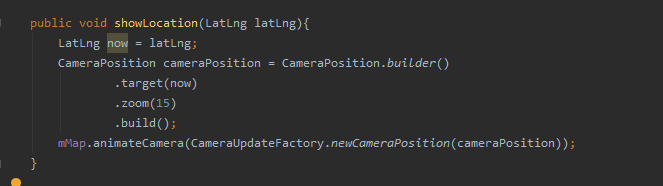 public void showLocation(LatLng latLng){
LatLng now = latLng;
CameraPosition cameraPosition = CameraPosition.builder()
.target(now)
.zoom(15)
.build();
mMap.animateCamera(CameraUpdateFactory.newCameraPosition(cameraPosition));
}